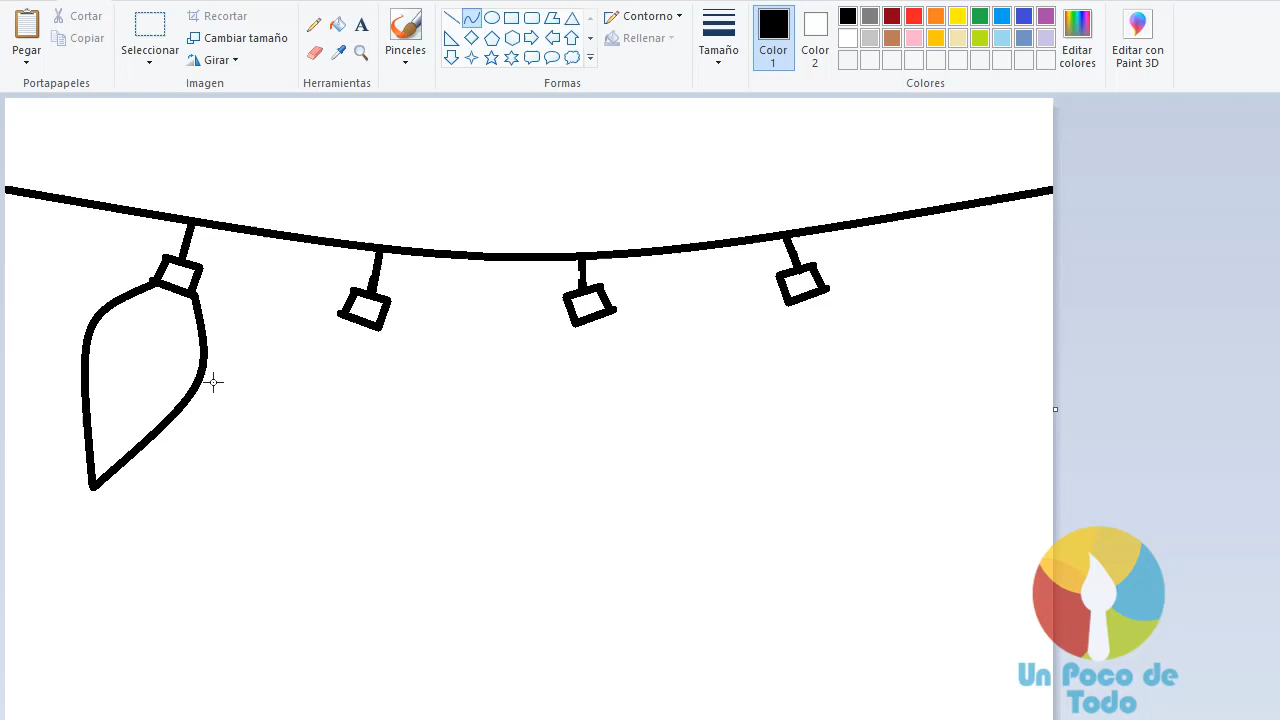 Pegar
Portapapeles
Cortar
Copiar
Seleccionar
Recortar
Cambiar tamaño
Girar
Imagen
A
Herramientas
Pinceles
Formas
Contorno
Rellenar
Tamaño
Color
1
Color
2
Colores
Editar
colores
Editar con
Paint 3D
Un Poco de
Todo